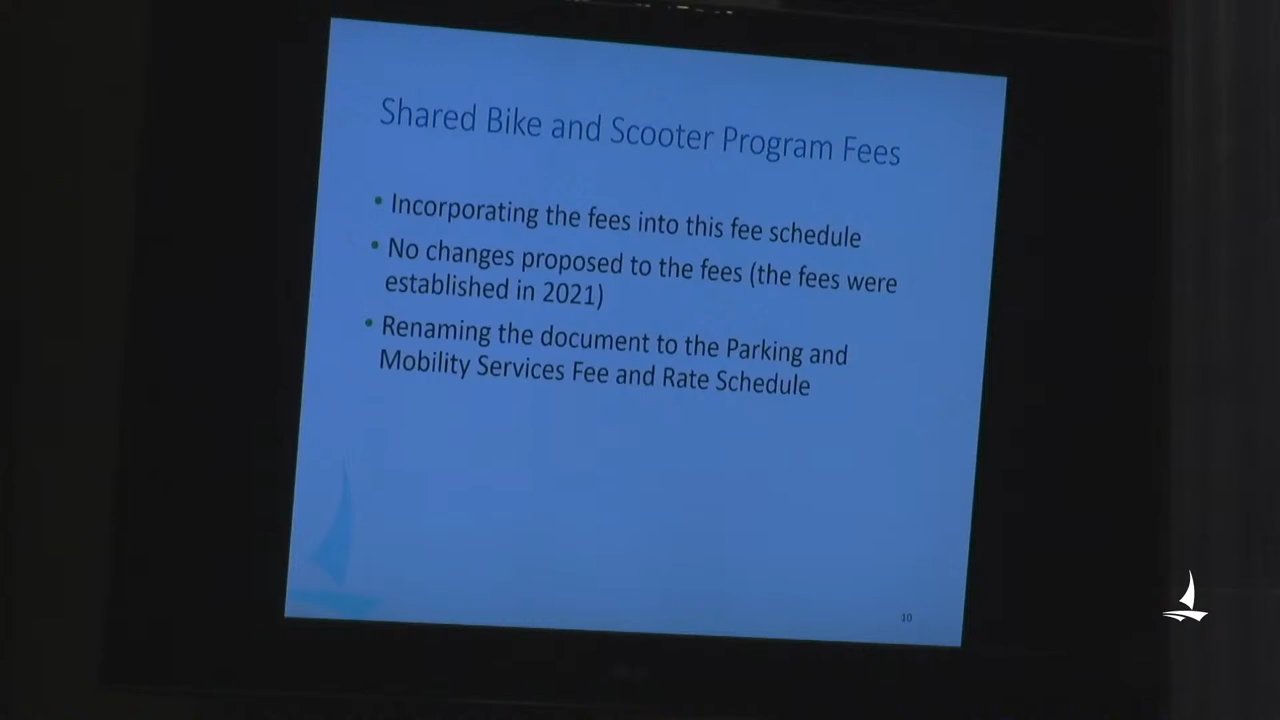 Shared Bike and Scooter Program Fees
• Incorporating the fees into this fee schedule
• No changes proposed to the fees (the fees were
established in 2021)
• Renaming the document to the Parking and
Mobility Services Fee and Rate Schedule
10